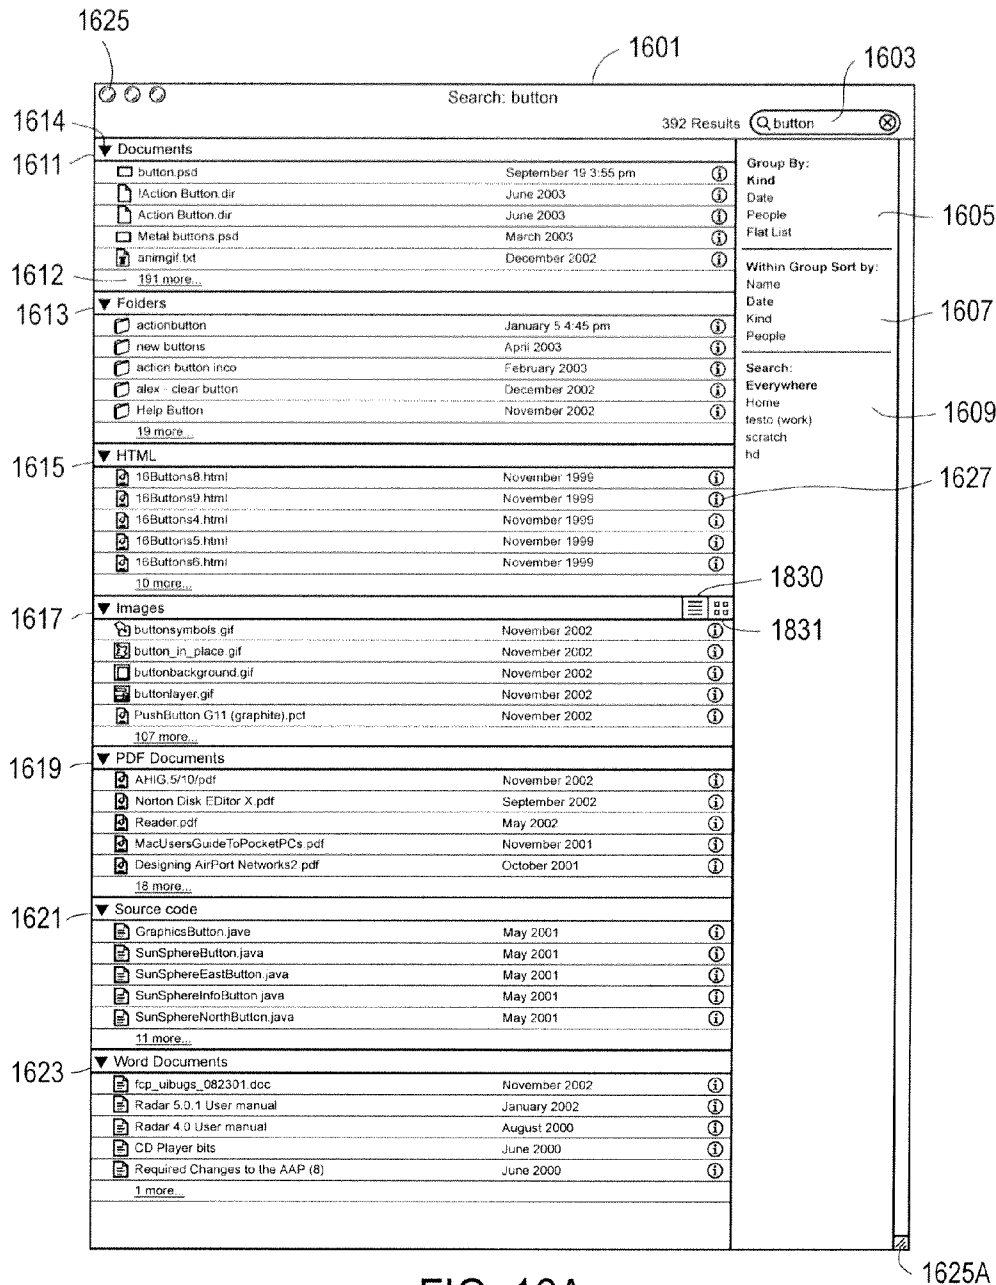 1625
1601
1603
Search: button
392 Results
button
1614
1611
Documents
button.psd September 19 3:55 pm
!Action Button.dir June 2003
Action Button.dir June 2003
Metal buttons.psd March 2003
animgif.txt December 2002
1612
191 more...
1613
Folders
actionbutton January 5 4:45 pm
new buttons April 2003
action button inco February 2003
alex - clear button December 2002
Help Button November 2002
19 more...
1615
HTML
16Buttons8.html November 1999
16Buttons9.html November 1999
16Buttons4.html November 1999
16Buttons5.html November 1999
16Buttons6.html November 1999
10 more...
1617
Images
buttonsymbols.gif November 2002
button_in_place.gif November 2002
buttonbackground.gif November 2002
buttonlayer.gif November 2002
PushButton G11 (graphite).pct November 2002
107 more...
1619
PDF Documents
AHIG.5/10/pdf November 2002
Norton Disk EDitor X.pdf September 2002
Reader.pdf May 2002
MacUsersGuideToPocketPCs.pdf November 2001
Designing AirPort Networks2.pdf October 2001
18 more...
1621
Source code
GraphicsButton.jave May 2001
SunSphereButton.java May 2001
SunSphereEastButton.java May 2001
SunSphereInfoButton.java May 2001
SunSphereNorthButton.java May 2001
11 more...
1623
Word Documents
fcp_uibugs_082301.doc November 2002
Radar 5.0.1 User manual January 2002
Radar 4.0 User manual August 2000
CD Player bits June 2000
Required Changes to the AAP (8) June 2000
1 more...
Group By:
Kind
Date
People
Flat List
1605
Within Group Sort by:
Name
Date
Kind
People
1607
Search:
Everywhere
Home
testo (work)
scratch
hd
1609
1627
1830
1831
1625A